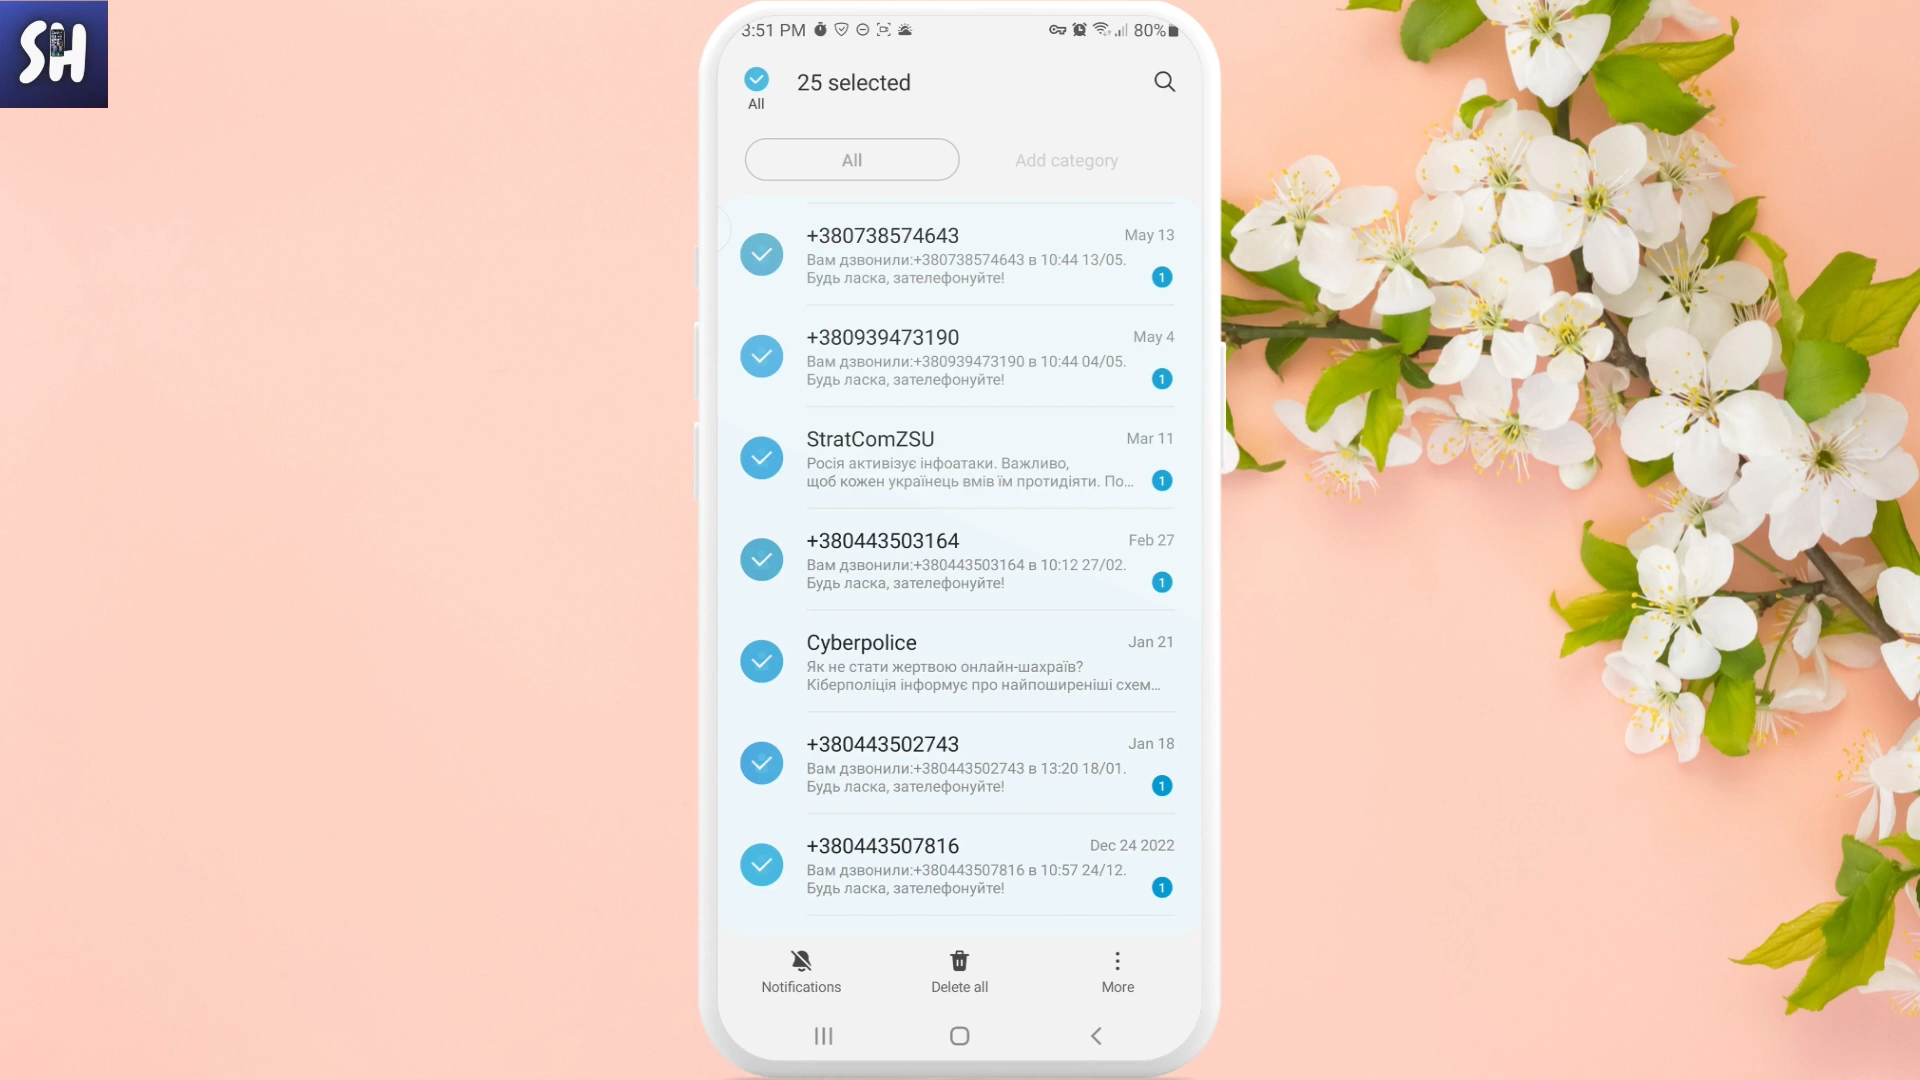 SH
3:51 PM
80%
All
25 selected
All
Add category
+380738574643
May 13
Вам дзвонили:+380738574643 в 10:44 13/05.
Будь ласка, зателефонуйте!
1
+380939473190
May 4
Вам дзвонили:+380939473190 в 10:44 04/05.
Будь ласка, зателефонуйте!
1
StratComZSU
Mar 11
Росія активізує інфоатаки. Важливо,
щоб кожен українець вмів їм протидіяти. По...
1
+380443503164
Feb 27
Вам дзвонили:+380443503164 в 10:12 27/02.
Будь ласка, зателефонуйте!
1
Cyberpolice
Jan 21
Як не стати жертвою онлайн-шахраїв?
Кіберполіція інформує про найпоширеніші схем...
+380443502743
Jan 18
Вам дзвонили:+380443502743 в 13:20 18/01.
Будь ласка, зателефонуйте!
1
+380443507816
Dec 24 2022
Вам дзвонили:+380443507816 в 10:57 24/12.
Будь ласка, зателефонуйте!
1
Notifications
Delete all
More